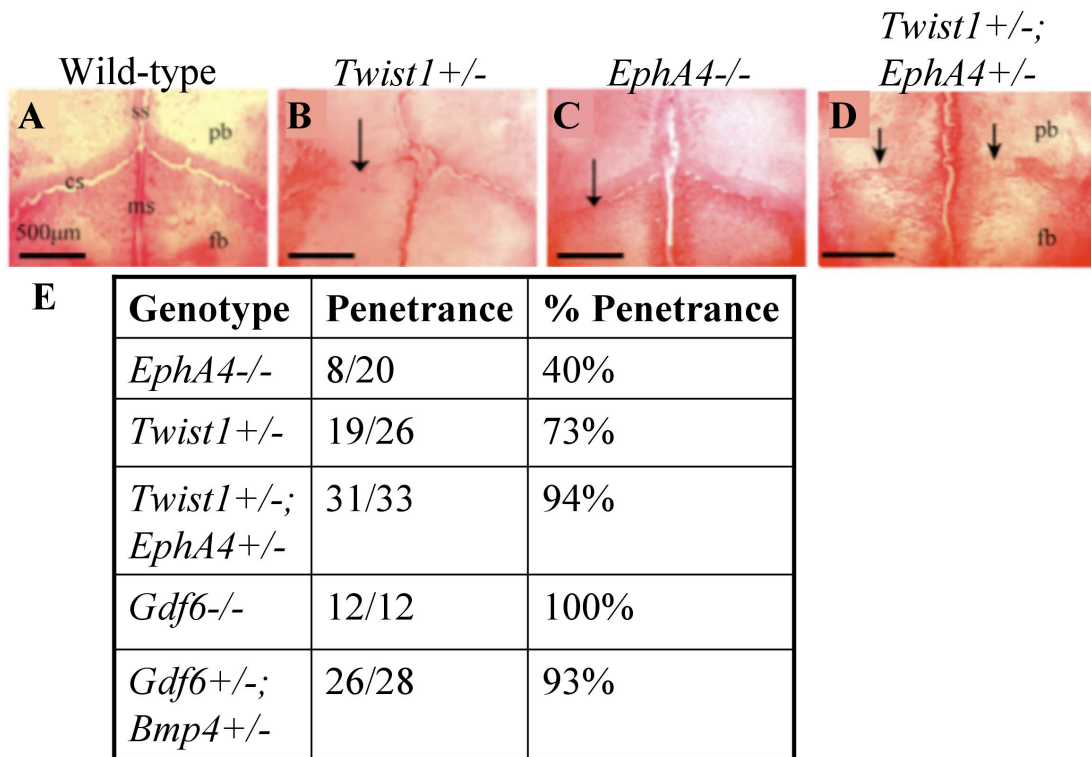 Wild-type
Twist1+/-
EphA4-/-
Twist1+/-;
EphA4+/-
A
ss
pb
cs
ms
500µm
fb
B
C
D
pb
fb
E
Genotype Penetrance % Penetrance
EphA4-/- 8/20 40%
Twist1+/- 19/26 73%
Twist1+/-; 31/33 94%
EphA4+/-
Gdf6-/- 12/12 100%
Gdf6+/-; 26/28 93%
Bmp4+/-